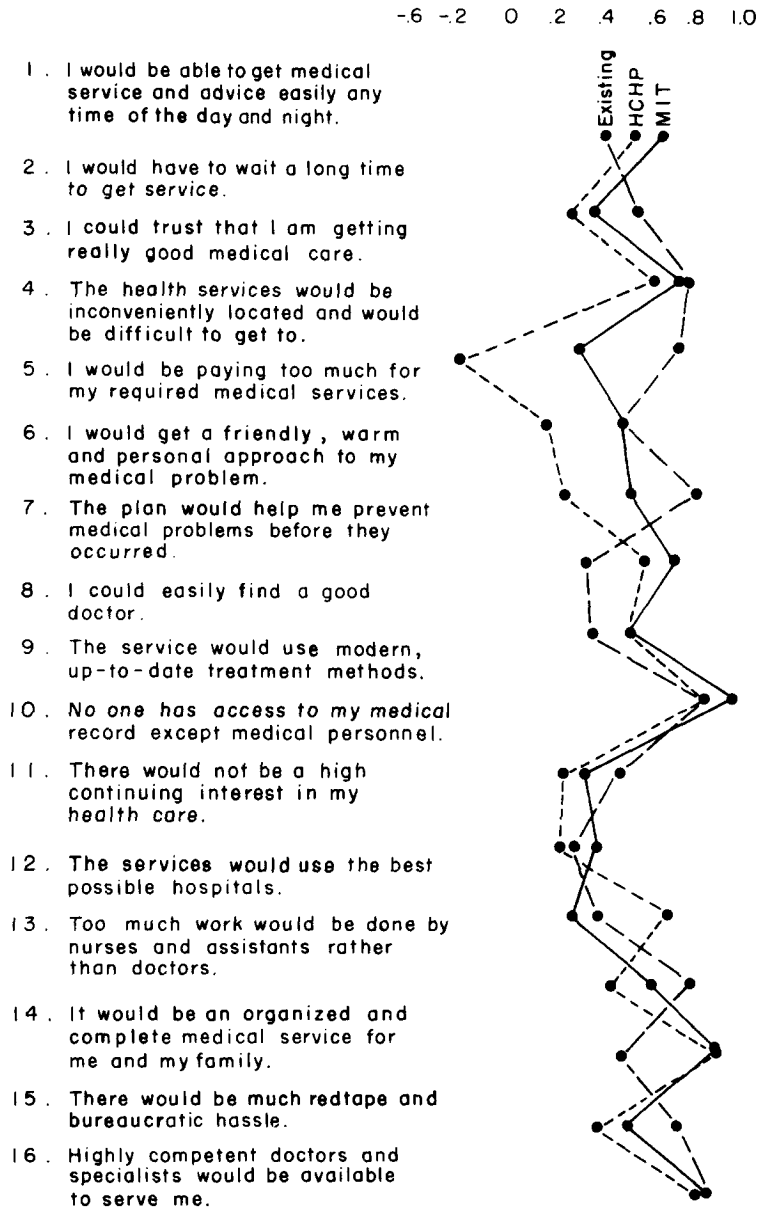 -.6 -.2 0 .2 .4 .6 .8 1.0
Existing
HCHP
MIT
1. I would be able to get medical
service and advice easily any
time of the day and night.
2. I would have to wait a long time
to get service.
3. I could trust that I am getting
really good medical care.
4. The health services would be
inconveniently located and would
be difficult to get to.
5. I would be paying too much for
my required medical services.
6. I would get a friendly, warm
and personal approach to my
medical problem.
7. The plan would help me prevent
medical problems before they
occurred.
8. I could easily find a good
doctor.
9. The service would use modern,
up-to-date treatment methods.
10. No one has access to my medical
record except medical personnel.
11. There would not be a high
continuing interest in my
health care.
12. The services would use the best
possible hospitals.
13. Too much work would be done by
nurses and assistants rather
than doctors.
14. It would be an organized and
complete medical service for
me and my family.
15. There would be much redtape and
bureaucratic hassle.
16. Highly competent doctors and
specialists would be available
to serve me.